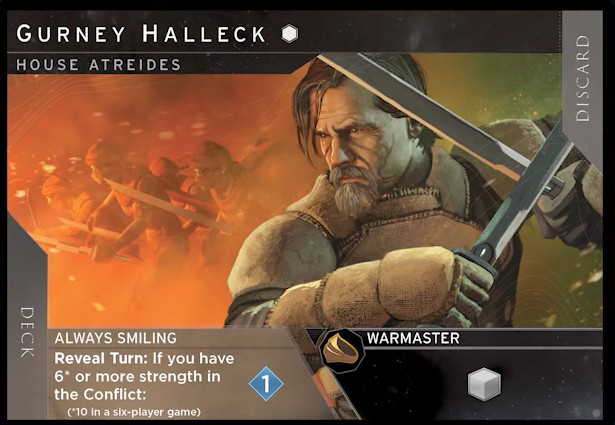 GURNEY HALLECK
HOUSE ATREIDES
DISCARD
DECK
ALWAYS SMILING
Reveal Turn: If you have
6* or more strength in
the Conflict:
(*10 in a six-player game)
1
WARMASTER